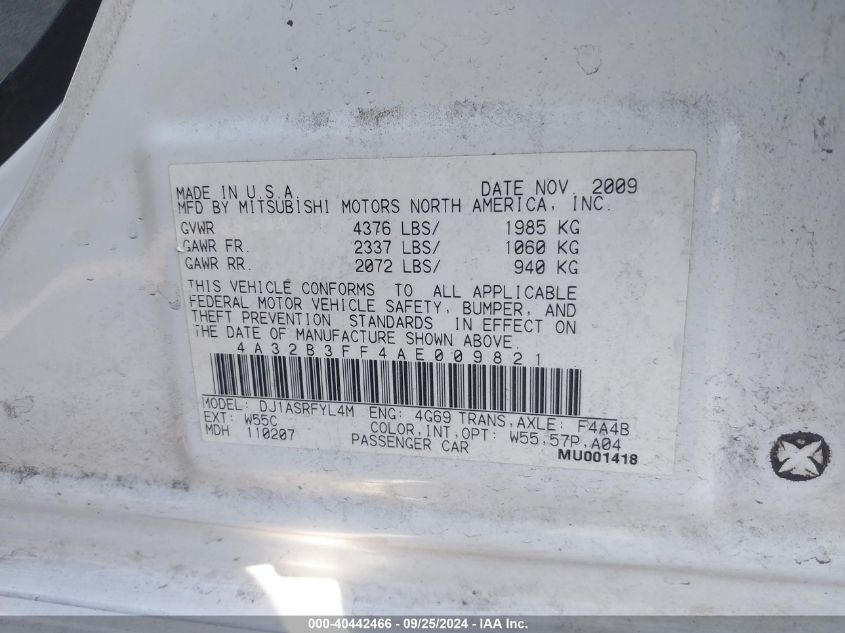 MADE IN U.S.A. DATE NOV. 2009
MFD BY MITSUBISHI MOTORS NORTH AMERICA, INC.
GVWR 4376 LBS/ 1985 KG
GAWR FR. 2337 LBS/ 1060 KG
GAWR RR. 2072 LBS/ 940 KG
THIS VEHICLE CONFORMS TO ALL APPLICABLE
FEDERAL MOTOR VEHICLE SAFETY, BUMPER, AND
THEFT PREVENTION STANDARDS IN EFFECT ON
THE DATE OF MANUFACTURE SHOWN ABOVE.
4A32B3FF4AE009821
MODEL: DJ1ASRFYL4M ENG: 4G69 TRANS,AXLE: F4A4B
EXT: W55C COLOR,INT,OPT: W55,57P,A04
MDH 110207 PASSENGER CAR
MU001418
000-40442466 - 09/25/2024 - IAA Inc.